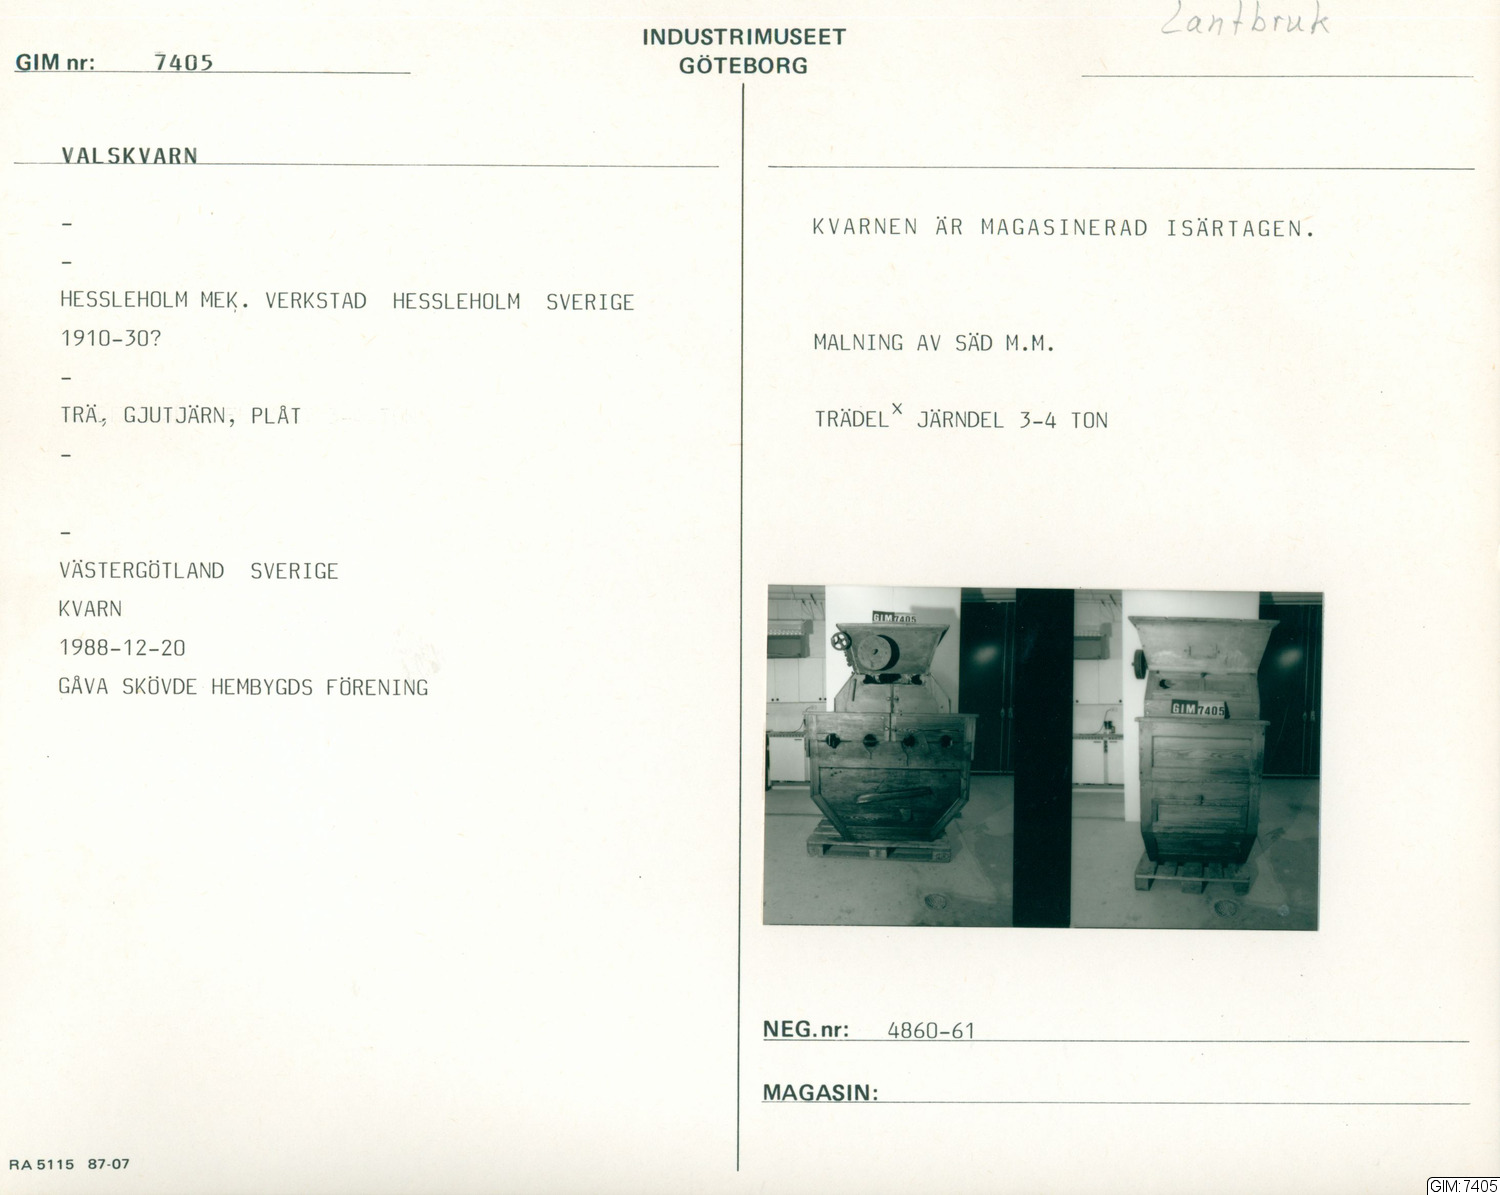 Lantbruk
INDUSTRIMUSEET
GÖTEBORG
GIM nr: 7405
VALSKVARN
-
-
HESSLEHOLM MEK. VERKSTAD HESSLEHOLM SVERIGE
1910-30?
-
TRÄ, GJUTJÄRN, PLÅT
-
-
VÄSTERGÖTLAND SVERIGE
KVARN
1988-12-20
GÅVA SKÖVDE HEMBYGDS FÖRENING
RA 5115 87-07
KVARNEN ÄR MAGASINERAD ISÄRTAGEN.
MALNING AV SÄD M.M.
TRÄDEL X JÄRNDEL 3-4 TON
GIM 7405
GIM 7405
NEG.nr: 4860-61
MAGASIN:
GIM:7405